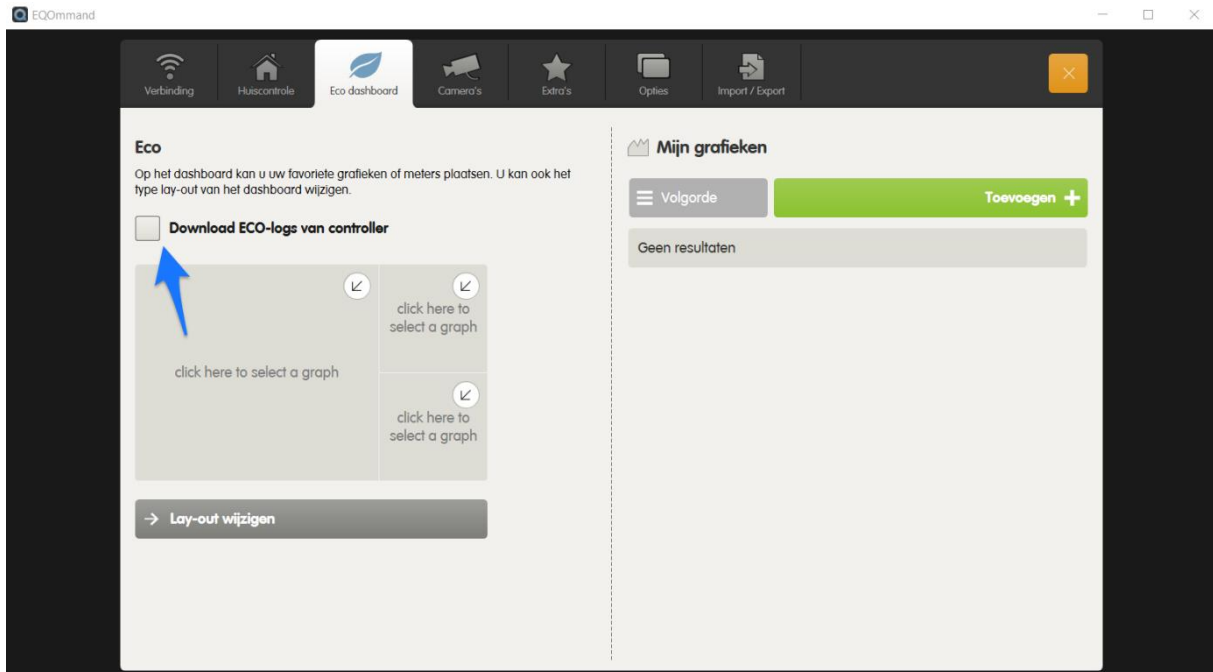 EQOmmand
Verbinding
Huiscontrole
Eco dashboard
Camera's
Extra's
Opties
Import / Export
Eco
Op het dashboard kan u uw favoriete grafieken of meters plaatsen. U kan ook het
type lay-out van het dashboard wijzigen.
Download ECO-logs van controller
click here to select a graph
click here to
select a graph
click here to
select a graph
Lay-out wijzigen
Mijn grafieken
Volgorde
Toevoegen
Geen resultaten